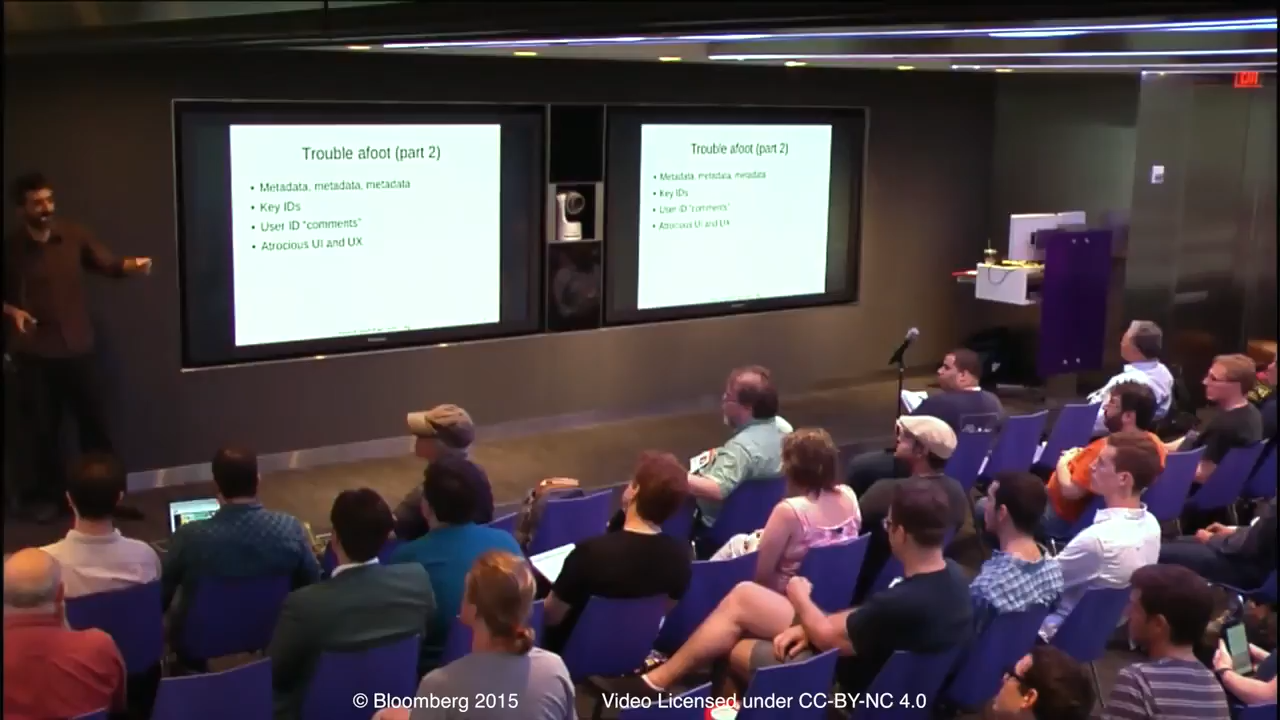 Trouble afoot (part 2)
• Metadata, metadata, metadata
• Key IDs
• User ID "comments"
• Atrocious UI and UX
Trouble afoot (part 2)
• Metadata, metadata, metadata
• Key IDs
• User ID "comments"
• Atrocious UI and UX
EXIT
© Bloomberg 2015
Video Licensed under CC-BY-NC 4.0